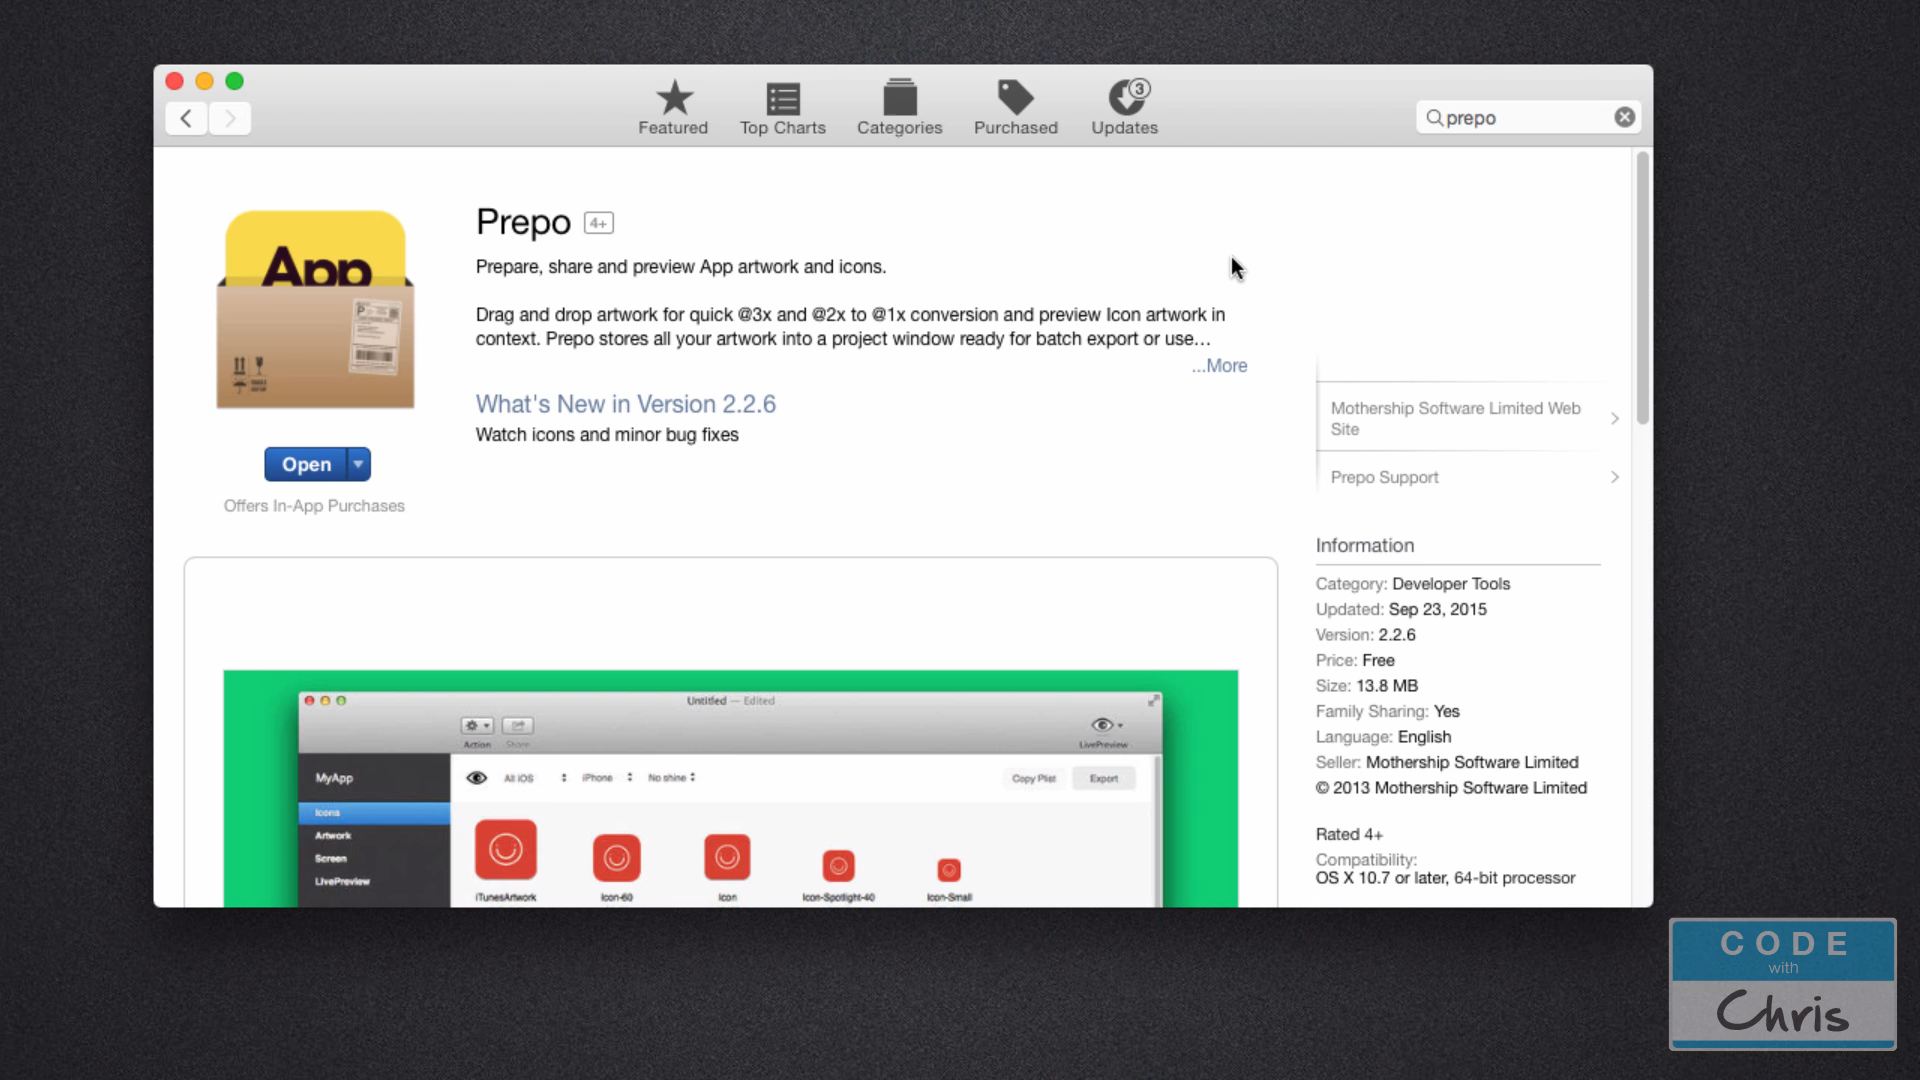 Featured
Top Charts
Categories
Purchased
3
Updates
prepo
App
P
Prepo 4+
Prepare, share and preview App artwork and icons.
Drag and drop artwork for quick @3x and @2x to @1x conversion and preview Icon artwork in
context. Prepo stores all your artwork into a project window ready for batch export or use...
...More
What's New in Version 2.2.6
Watch icons and minor bug fixes
Open
Offers In-App Purchases
Mothership Software Limited Web
Site
Prepo Support
Information
Category: Developer Tools
Updated: Sep 23, 2015
Version: 2.2.6
Price: Free
Size: 13.8 MB
Family Sharing: Yes
Language: English
Seller: Mothership Software Limited
© 2013 Mothership Software Limited
Rated 4+
Compatibility:
OS X 10.7 or later, 64-bit processor
Untitled — Edited
Action
Share
LivePreview
MyApp
Icons
Artwork
Screen
LivePreview
All iOS
iPhone
No shine
Copy Plist
Export
iTunesArtwork
Icon-60
Icon
Icon-Spotlight-40
Icon-Small
CODE
with
Chris